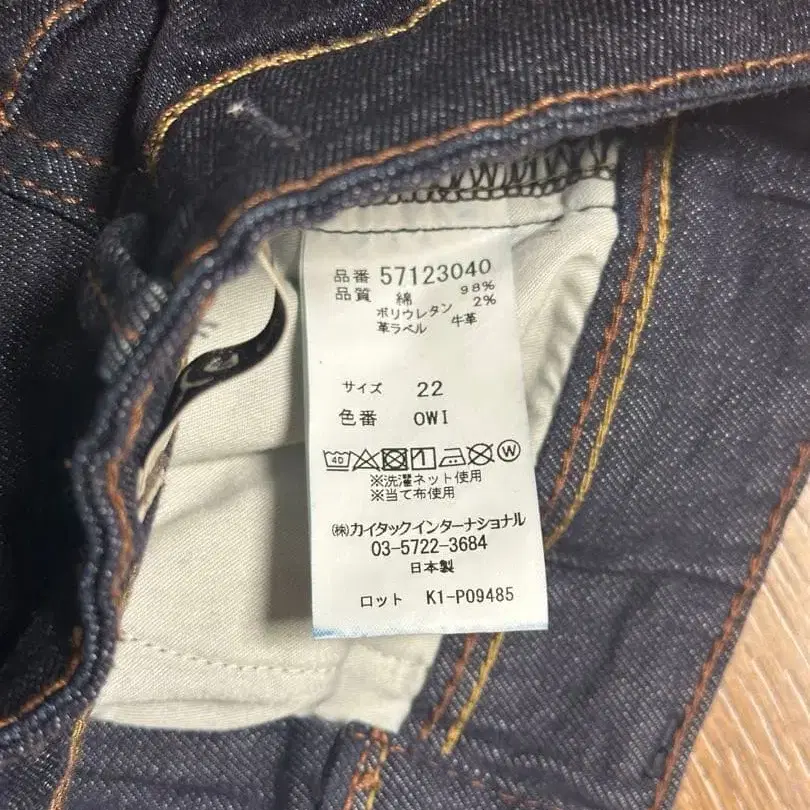 品番 57123040
品質 綿 98%
ポリウレタン 2%
革ラベル 牛革
サイズ 22
色番 OWI
40 W
※洗濯ネット使用
※当て布使用
㈱カイタックインターナショナル
03-5722-3684
日本製
ロット K1-P09485